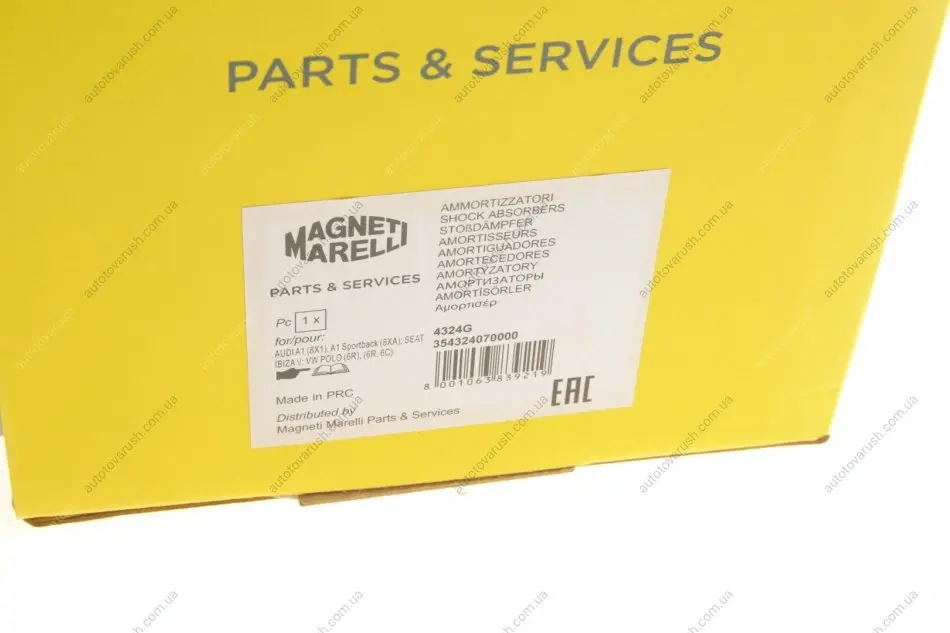 PARTS & SERVICES
MAGNETI
MARELLI
PARTS & SERVICES
Pc 1 x
for/pour:
AUDI A1 (8X1), A1 Sportback (8XA); SEAT
IBIZA V; VW POLO (6R), (6R, 6C)
Made in PRC
Distributed by
Magneti Marelli Parts & Services
AMMORTIZZATORI
SHOCK ABSORBERS
STOßDÄMPFER
AMORTISSEURS
AMORTIGUADORES
AMORTECEDORES
AMORTYZATORY
АМОРТИЗАТОРЫ
AMORTİSÖRLER
Αμορτισέρ
4324G
354324070000
8 001063 839219
EAC
autotovarush.com.ua